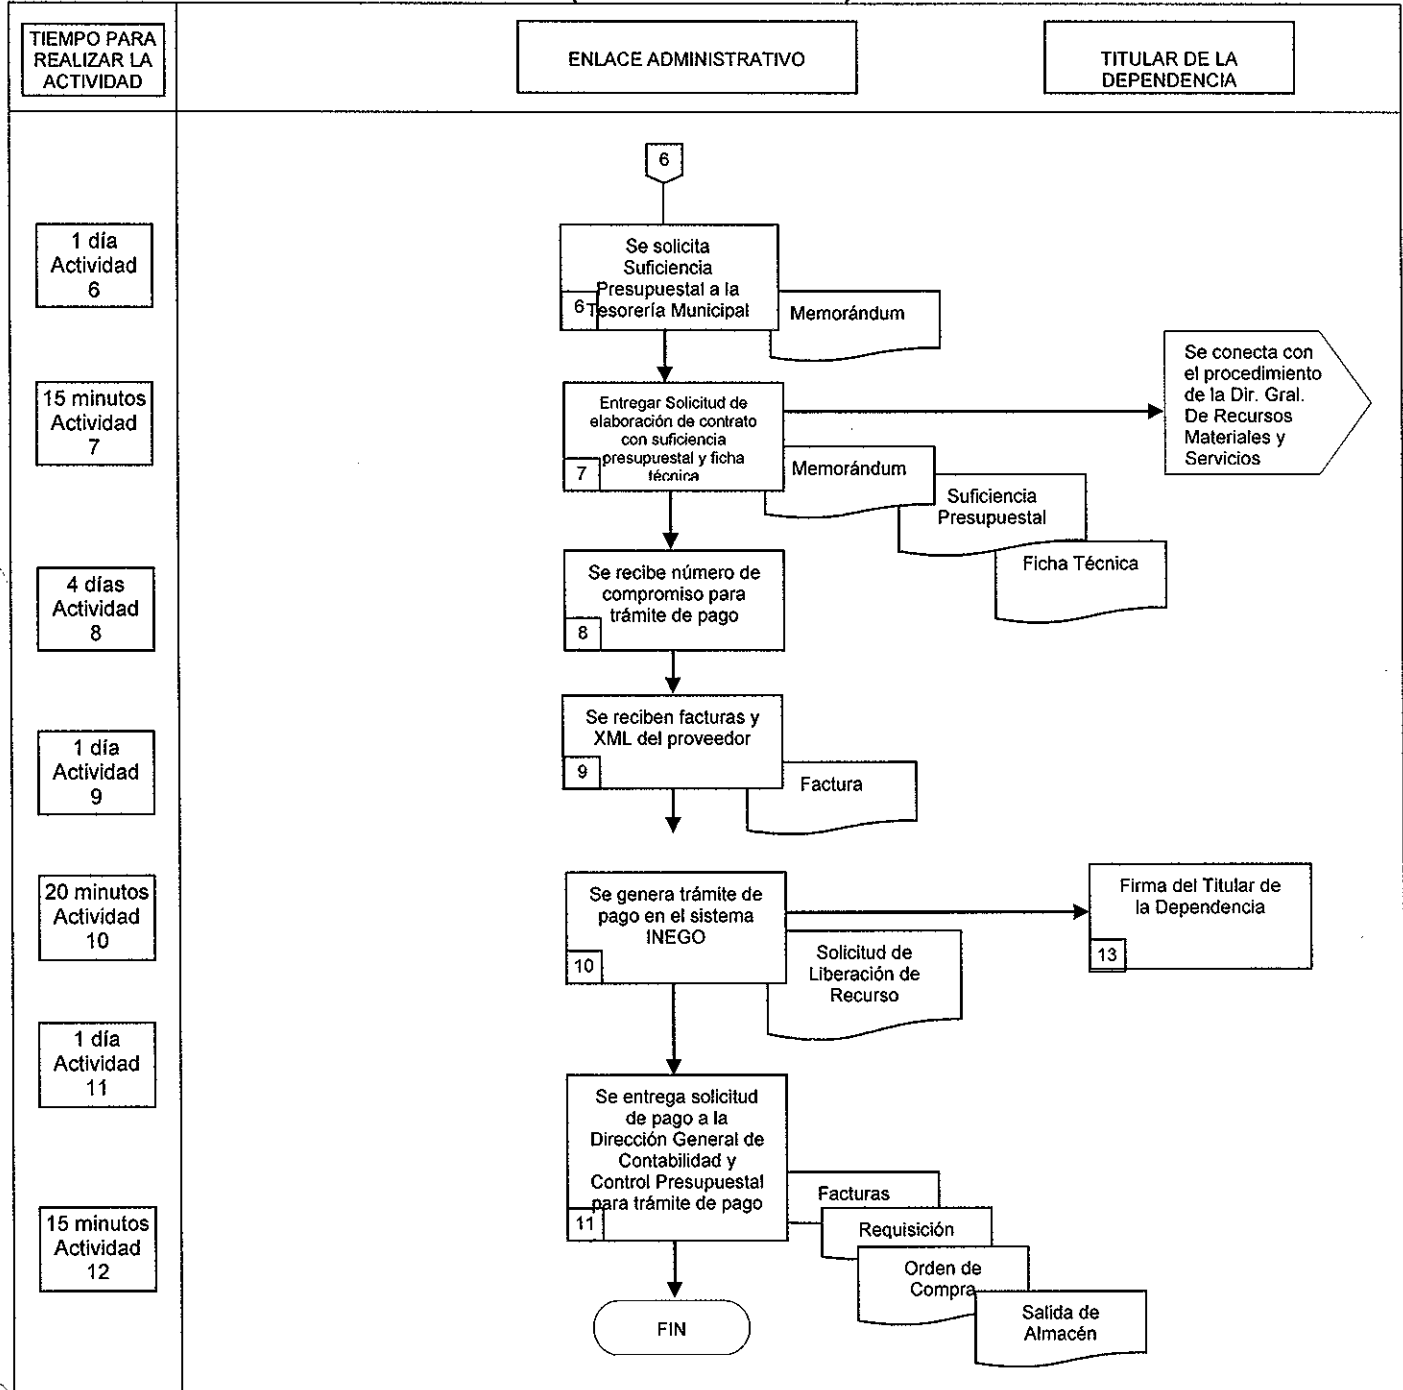 TIEMPO PARA
REALIZAR LA
ACTIVIDAD
ENLACE ADMINISTRATIVO
TITULAR DE LA
DEPENDENCIA
6
1 día
Actividad
6
Se solicita
Suficiencia
Presupuestal a la
Tesorería Municipal
6
Memorándum
15 minutos
Actividad
7
Entregar Solicitud de
elaboración de contrato
con suficiencia
presupuestal y ficha
técnica
7
Memorándum
Suficiencia
Presupuestal
Ficha Técnica
Se conecta con
el procedimiento
de la Dir. Gral.
De Recursos
Materiales y
Servicios
4 días
Actividad
8
Se recibe número de
compromiso para
trámite de pago
8
1 día
Actividad
9
Se reciben facturas y
XML del proveedor
9
Factura
20 minutos
Actividad
10
Se genera trámite de
pago en el sistema
INEGO
10
Solicitud de
Liberación de
Recurso
Firma del Titular de
la Dependencia
13
1 día
Actividad
11
Se entrega solicitud
de pago a la
Dirección General de
Contabilidad y
Control Presupuestal
para trámite de pago
11
Facturas
Requisición
Orden de
Compra
Salida de
Almacén
15 minutos
Actividad
12
FIN